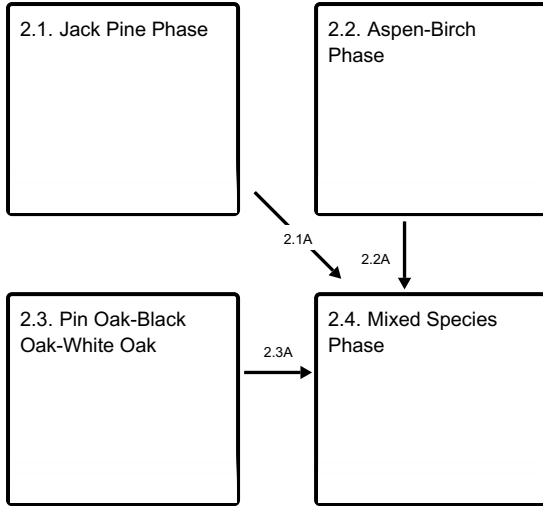 2.1. Jack Pine Phase
2.2. Aspen-Birch
Phase
2.1A
2.2A
2.3. Pin Oak-Black
Oak-White Oak
2.3A
2.4. Mixed Species
Phase